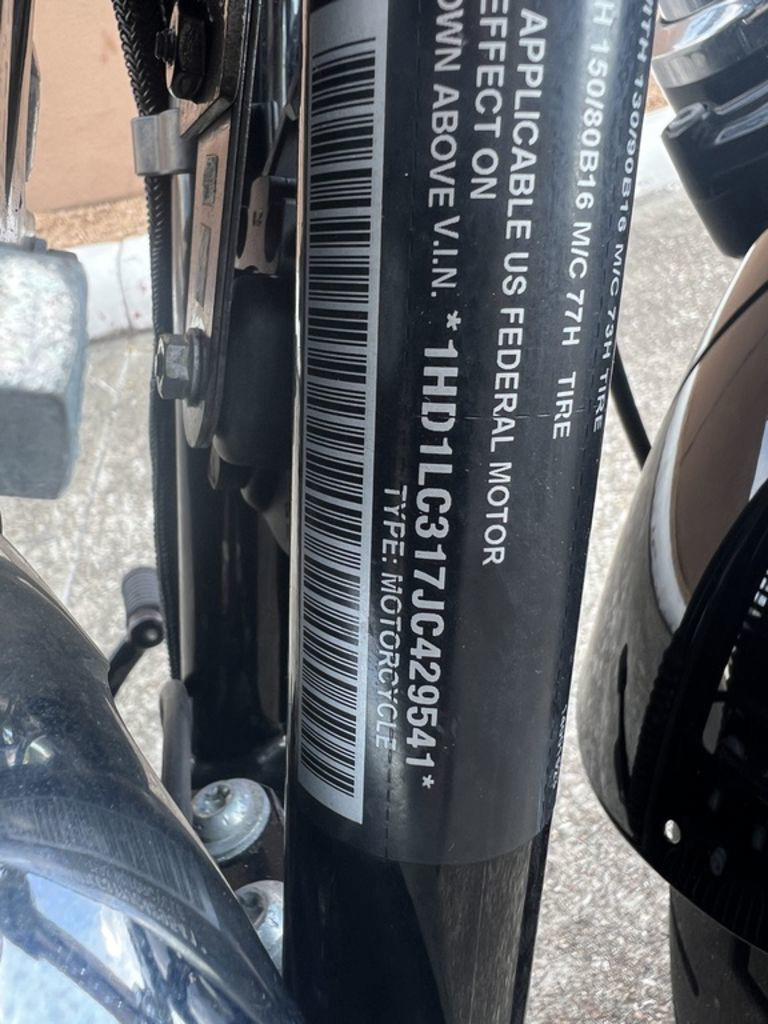 WITH 130/90B16 M/C 73H TIRE
H 150/80B16 M/C 77H TIRE
APPLICABLE US FEDERAL MOTOR
EFFECT ON
OWN ABOVE V.I.N. *1HD1LC317JC429541*
TYPE: MOTORCYCLE